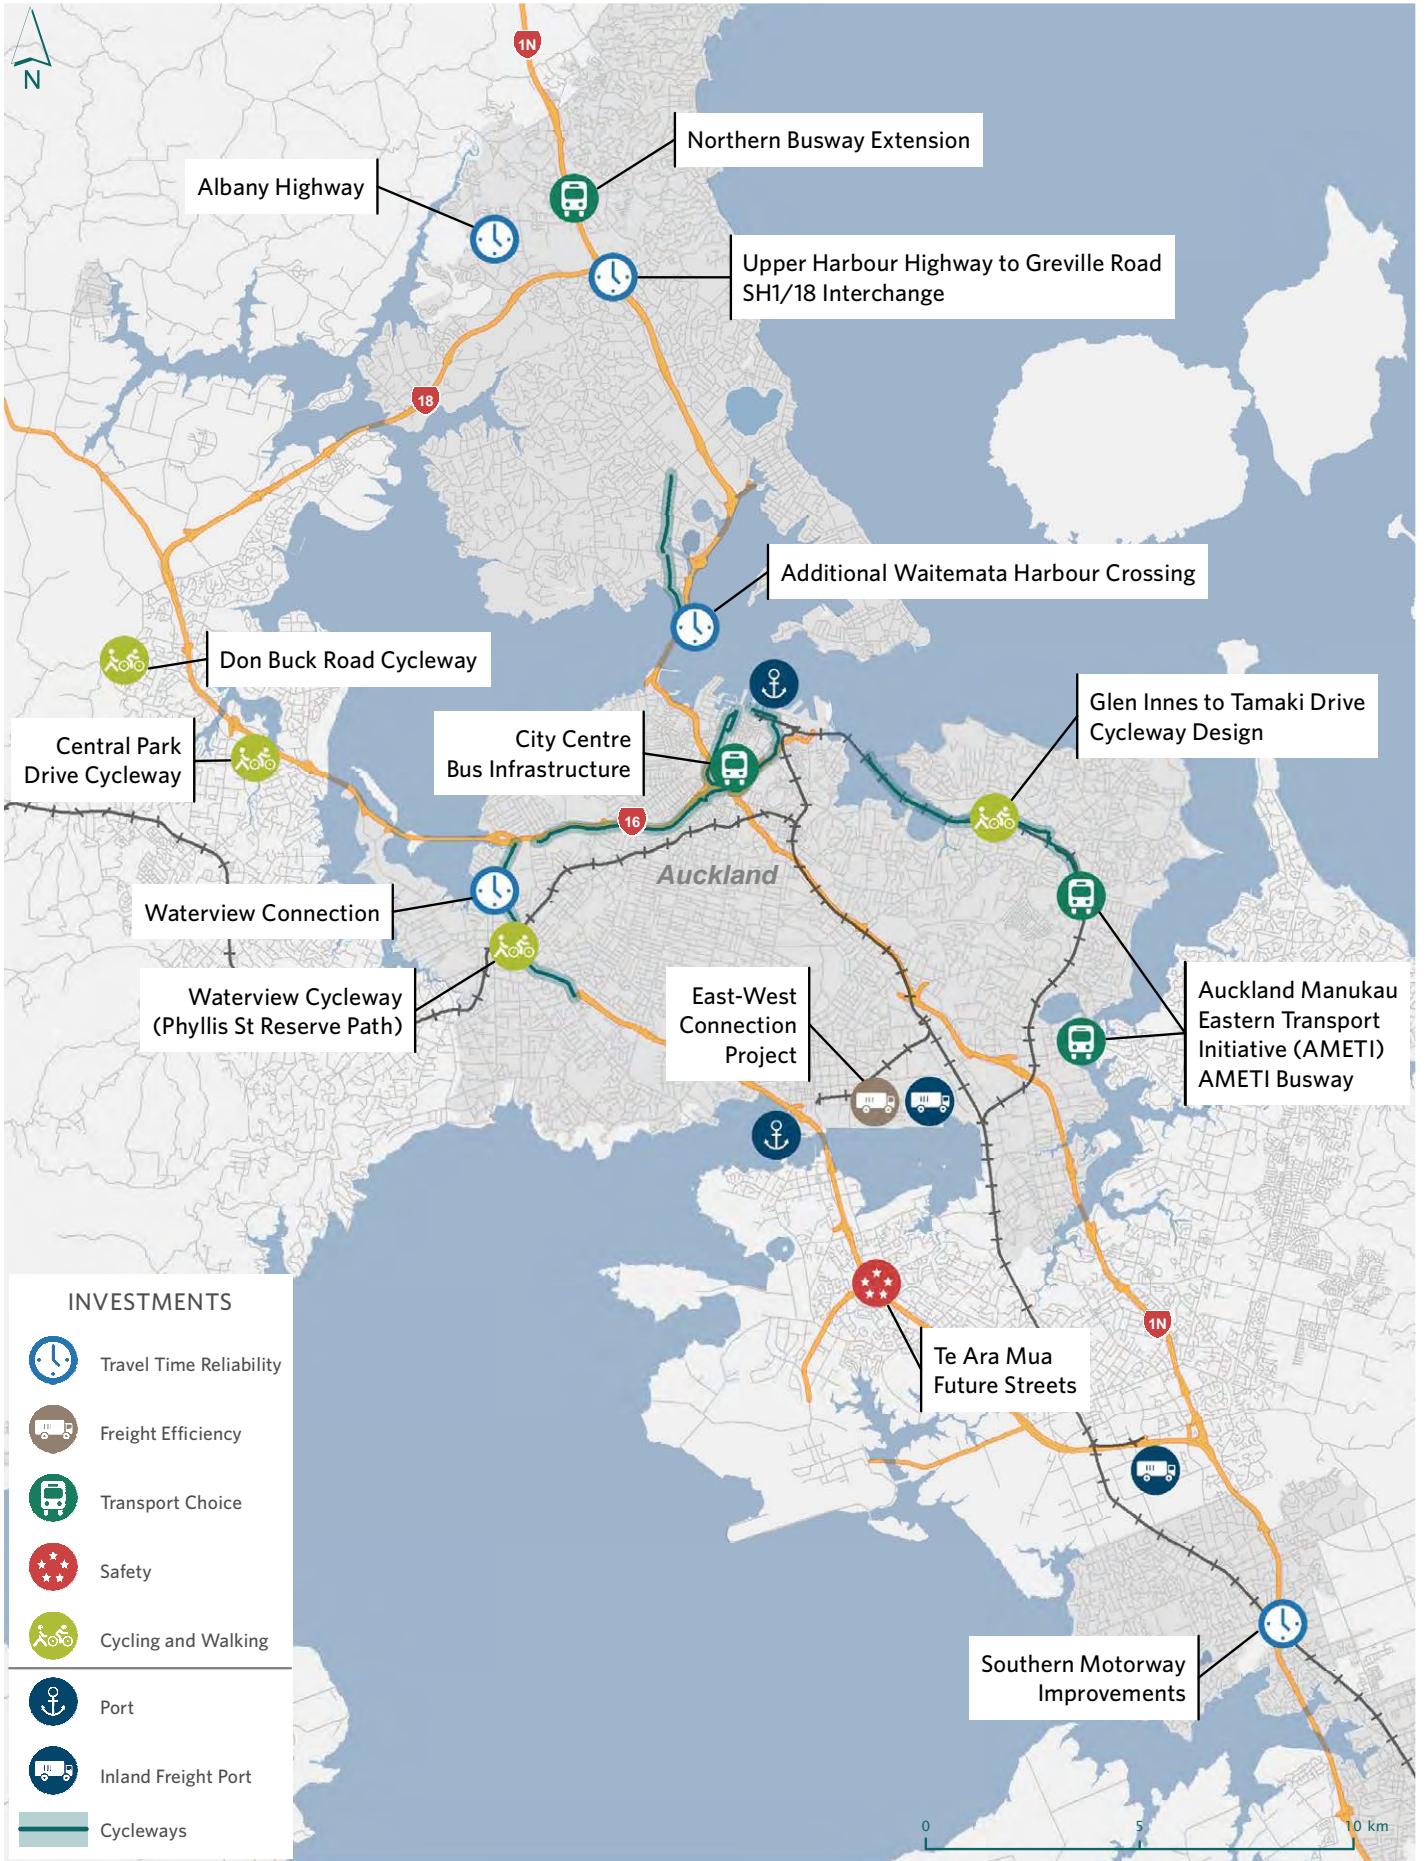 N
1N
Northern Busway Extension
Albany Highway
Upper Harbour Highway to Greville Road
SH1/18 Interchange
18
Additional Waitemata Harbour Crossing
Don Buck Road Cycleway
Glen Innes to Tamaki Drive
Cycleway Design
Central Park
Drive Cycleway
City Centre
Bus Infrastructure
16
Auckland
Waterview Connection
Waterview Cycleway
(Phyllis St Reserve Path)
East-West
Connection
Project
Auckland Manukau
Eastern Transport
Initiative (AMETI)
AMETI Busway
1N
Te Ara Mua
Future Streets
Southern Motorway
Improvements
INVESTMENTS
Travel Time Reliability
Freight Efficiency
Transport Choice
Safety
Cycling and Walking
Port
Inland Freight Port
Cycleways
0 5 10 km